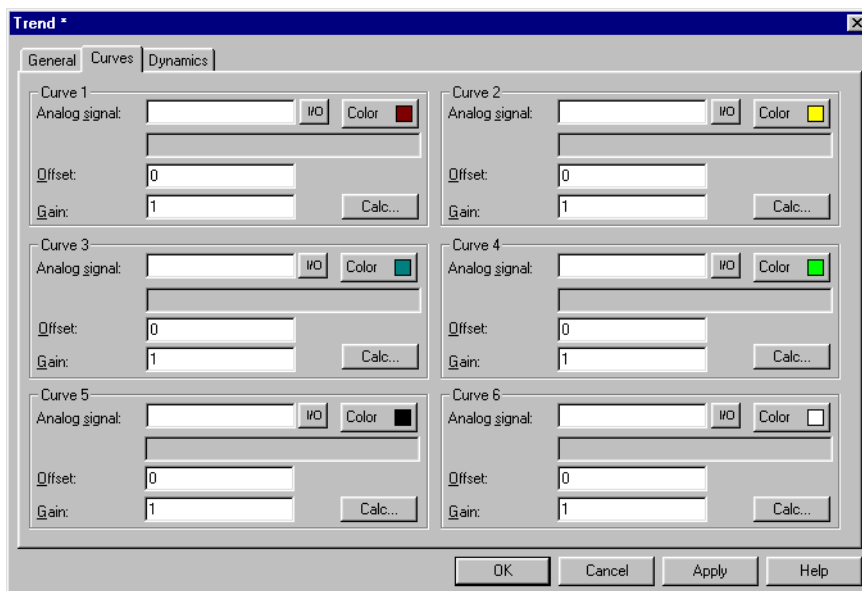 Trend *
General Curves Dynamics
Curve 1
Analog signal: I/O Color
Offset: 0
Gain: 1 Calc...
Curve 2
Analog signal: I/O Color
Offset: 0
Gain: 1 Calc...
Curve 3
Analog signal: I/O Color
Offset: 0
Gain: 1 Calc...
Curve 4
Analog signal: I/O Color
Offset: 0
Gain: 1 Calc...
Curve 5
Analog signal: I/O Color
Offset: 0
Gain: 1 Calc...
Curve 6
Analog signal: I/O Color
Offset: 0
Gain: 1 Calc...
OK Cancel Apply Help